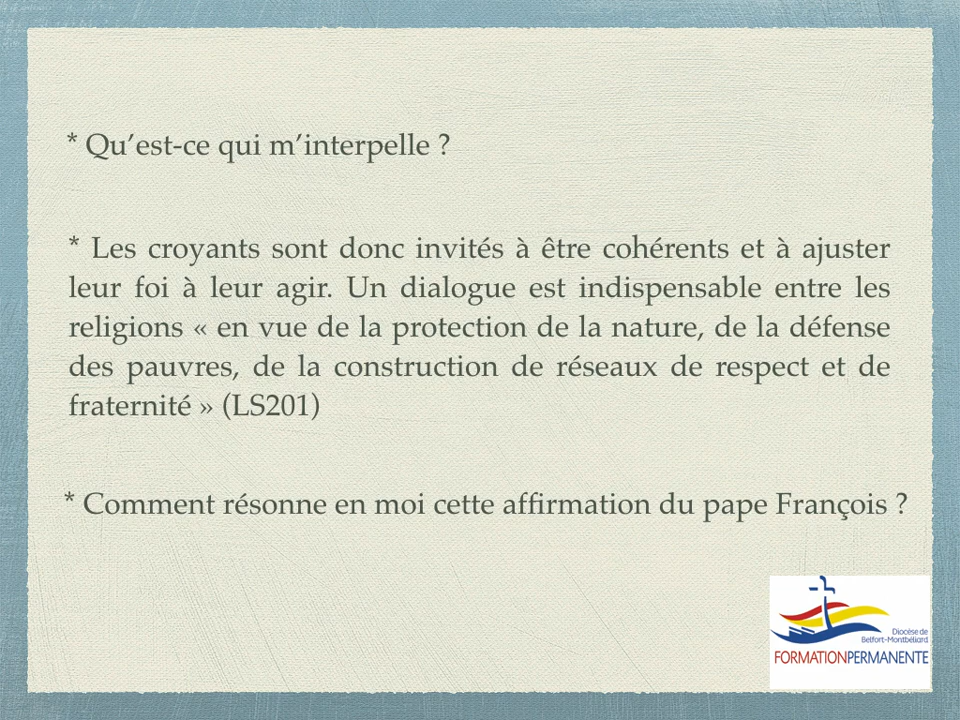 * Qu’est-ce qui m’interpelle ?
* Les croyants sont donc invités à être cohérents et à ajuster
leur foi à leur agir. Un dialogue est indispensable entre les
religions « en vue de la protection de la nature, de la défense
des pauvres, de la construction de réseaux de respect et de
fraternité » (LS201)
* Comment résonne en moi cette affirmation du pape François ?
Diocèse de
Belfort-Montbéliard
FORMATIONPERMANENTE